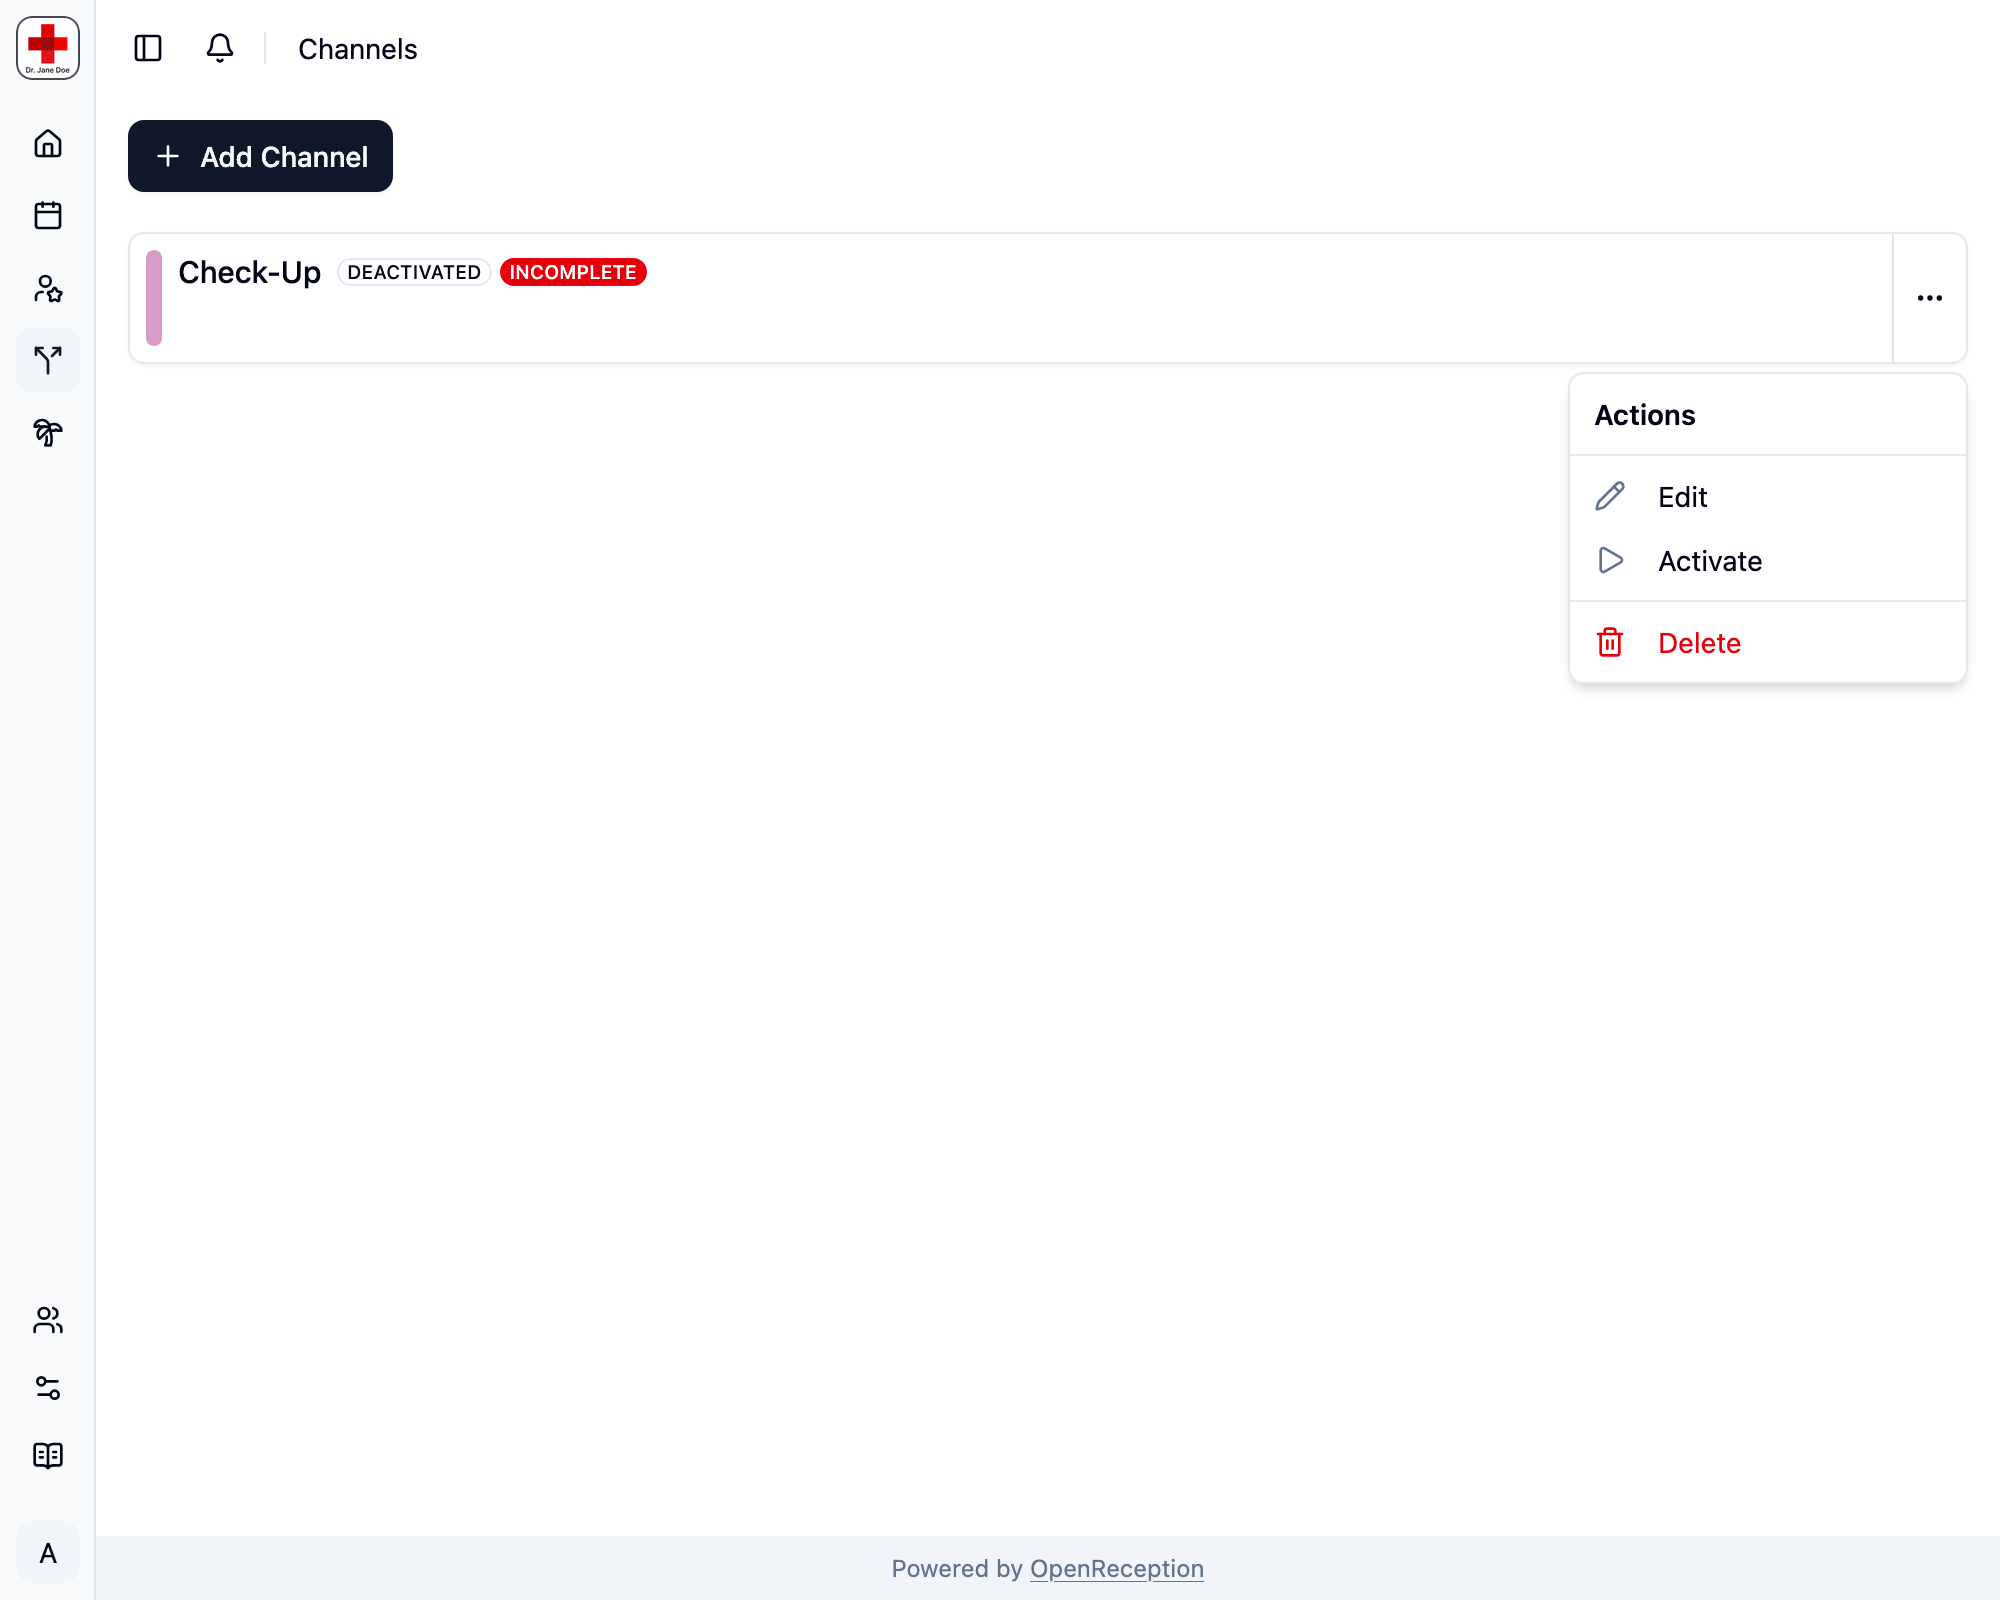 Dr. Jane Doe
Channels
Add Channel
Check-Up DEACTIVATED INCOMPLETE
Actions
Edit
Activate
Delete
A
Powered by OpenReception